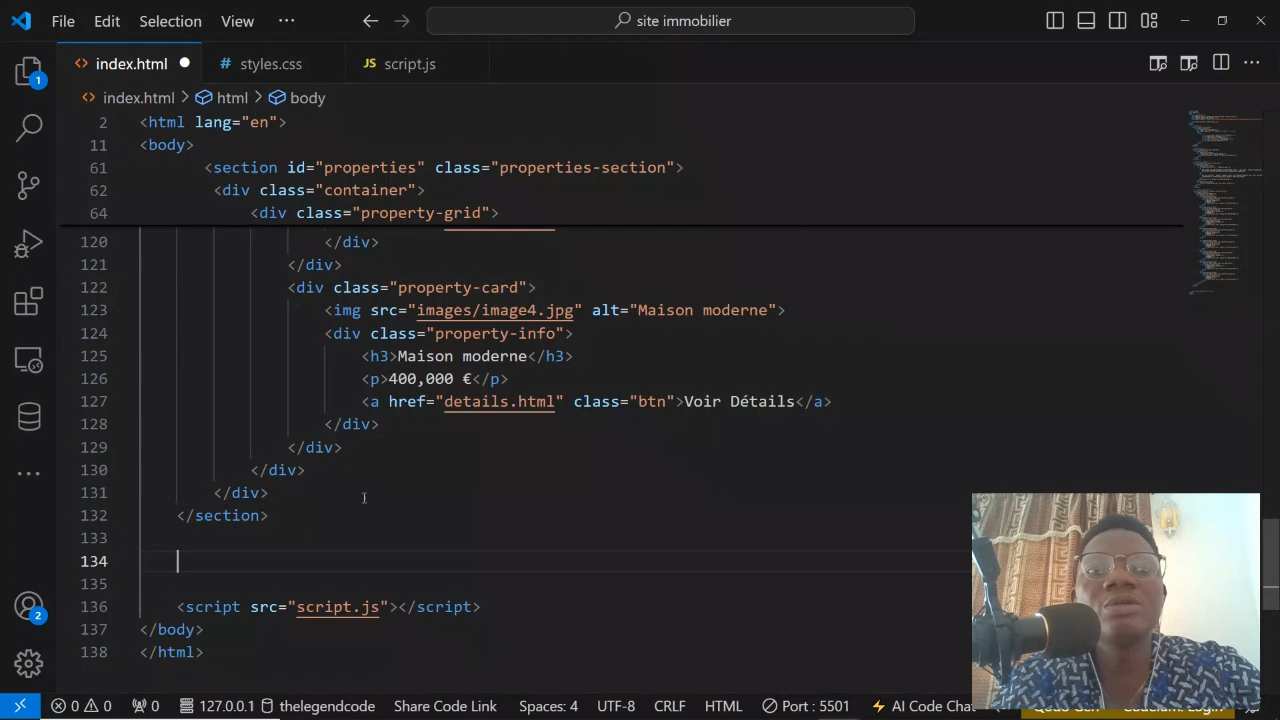 File Edit Selection View ··· site immobilier
index.html styles.css JS script.js
index.html > html > body
1
2 <html lang="en">
11 <body>
61 <section id="properties" class="properties-section">
62 <div class="container">
64 <div class="property-grid">
120 </div>
121 </div>
122 <div class="property-card">
123 <img src="images/image4.jpg" alt="Maison moderne">
124 <div class="property-info">
125 <h3>Maison moderne</h3>
126 <p>400,000 €</p>
127 <a href="details.html" class="btn">Voir Détails</a>
128 </div>
129 </div>
130 </div>
131 </div>
132 </section>
133
134
135
136 <script src="script.js"></script>
137 </body>
138 </html>
2
0 0 0 127.0.0.1 thelegendcode Share Code Link Spaces: 4 UTF-8 CRLF HTML Port : 5501 AI Code Chat